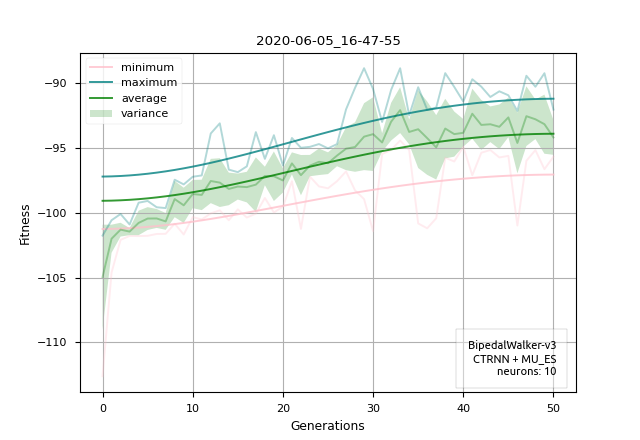 2020-06-05_16-47-55
minimum
maximum
average
variance
Fitness
−90
−95
−100
−105
−110
BipedalWalker-v3
CTRNN + MU_ES
neurons: 10
0 10 20 30 40 50
Generations